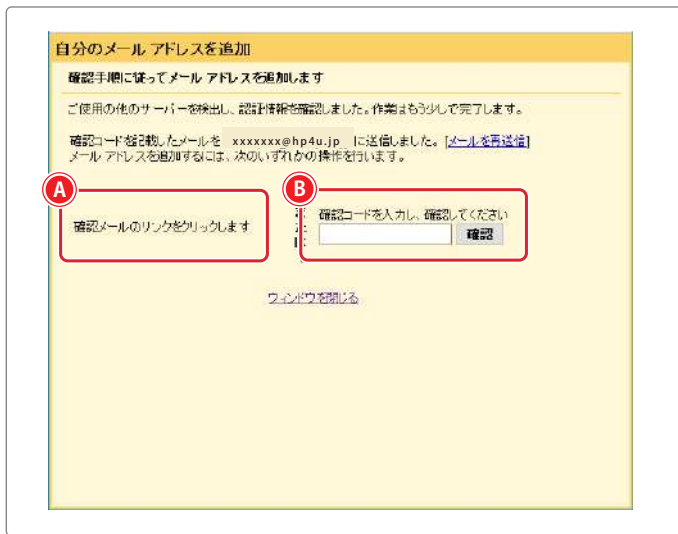 自分のメール アドレスを追加
確認手順に従ってメール アドレスを追加します
ご使用の他のサーバーを検出し、認証情報を確認しました。作業はもう少しで完了します。
確認コードを記載したメールを xxxxxxx@hp4u.jp に送信しました。[メールを再送信]
メール アドレスを追加するには、次のいずれかの操作を行います。
A
B
確認メールのリンクをクリックします
または、
確認コードを入力し、確認してください
確認
ウィンドウを閉じる